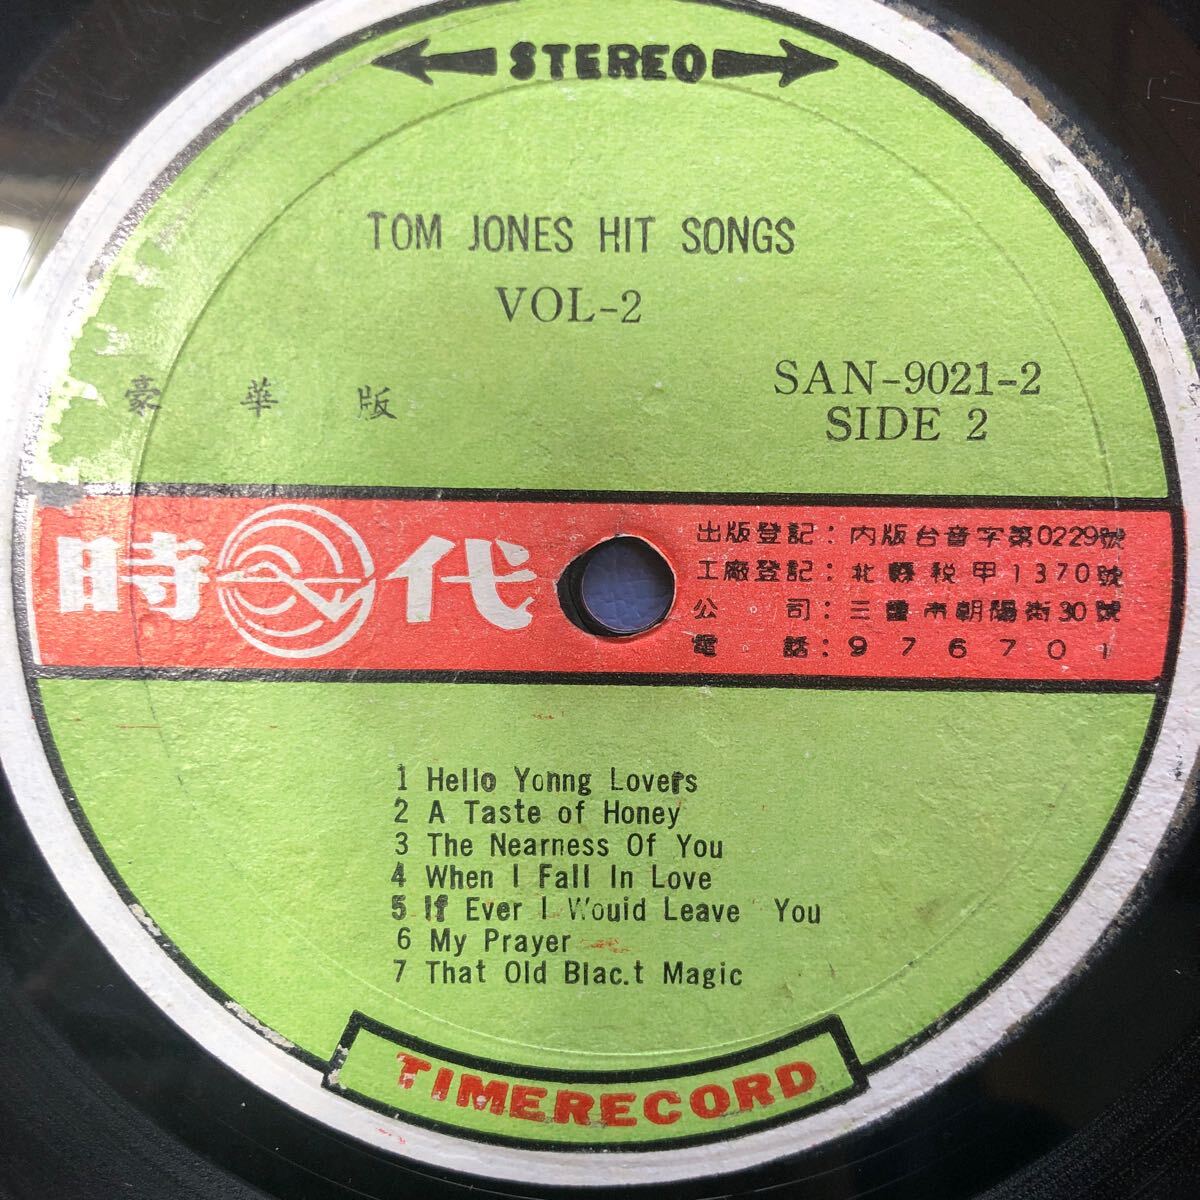 STEREO
TOM JONES HIT SONGS
VOL-2
豪華版
SAN-9021-2
SIDE 2
時代
出版登記：內版台音字第0229號
工廠登記：北縣稅甲1370號
公司：三重市朝陽街30號
電話：976701
1 Hello Yonng Lovers
2 A Taste of Honey
3 The Nearness Of You
4 When I Fall In Love
5 If Ever I Wouid Leave You
6 My Prayer
7 That Old Blac.t Magic
TIMERECORD